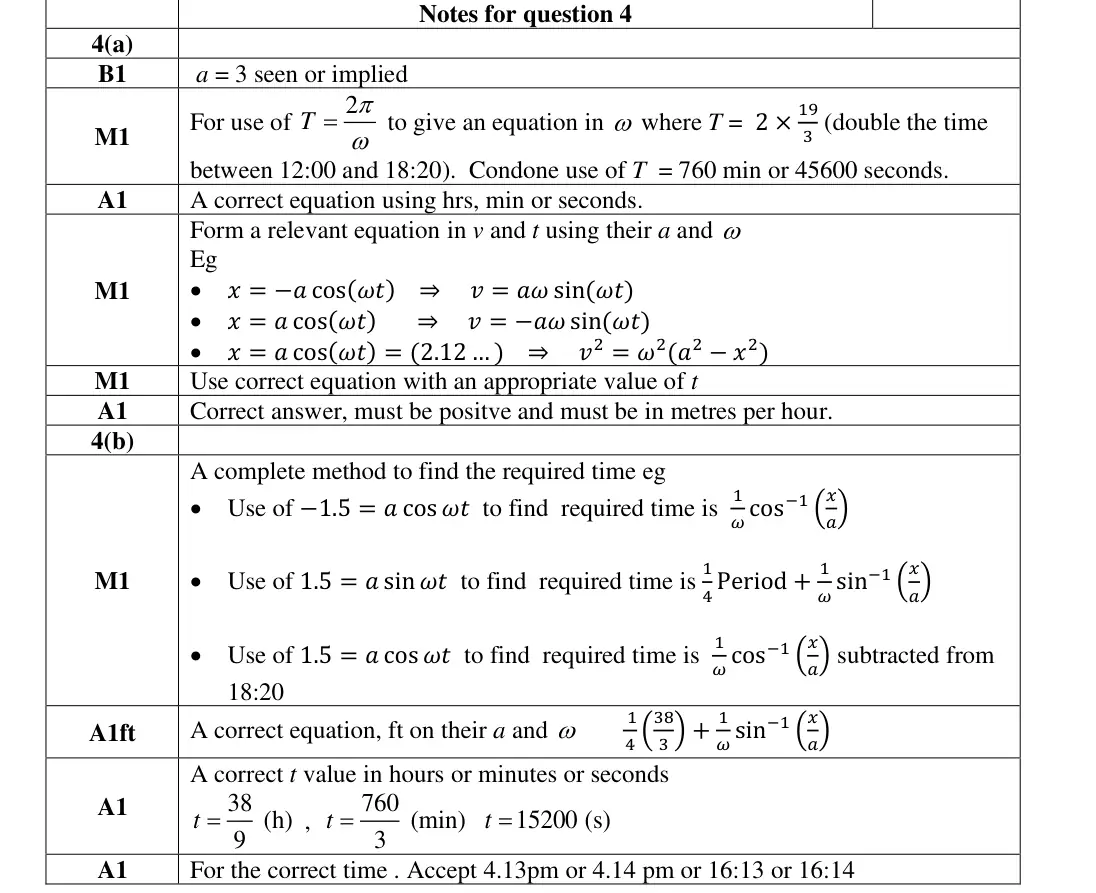 Notes for question 4
4(a)
B1 a = 3 seen or implied
M1 For use of T = 2π/ω to give an equation in ω where T = 2 × 19/3 (double the time
between 12:00 and 18:20). Condone use of T = 760 min or 45600 seconds.
A1 A correct equation using hrs, min or seconds.
M1 Form a relevant equation in v and t using their a and ω
Eg
• x = −a cos(ωt) ⇒ v = aω sin(ωt)
• x = a cos(ωt) ⇒ v = −aω sin(ωt)
• x = a cos(ωt) = (2.12 … ) ⇒ v² = ω²(a² − x²)
M1 Use correct equation with an appropriate value of t
A1 Correct answer, must be positve and must be in metres per hour.
4(b)
M1 A complete method to find the required time eg
• Use of −1.5 = a cos ωt to find required time is 1/ω cos⁻¹(x/a)
• Use of 1.5 = a sin ωt to find required time is 1/4 Period + 1/ω sin⁻¹(x/a)
• Use of 1.5 = a cos ωt to find required time is 1/ω cos⁻¹(x/a) subtracted from
18:20
A1ft A correct equation, ft on their a and ω 1/4(38/3) + 1/ω sin⁻¹(x/a)
A1 A correct t value in hours or minutes or seconds
t = 38/9 (h) , t = 760/3 (min) t = 15200 (s)
A1 For the correct time . Accept 4.13pm or 4.14 pm or 16:13 or 16:14